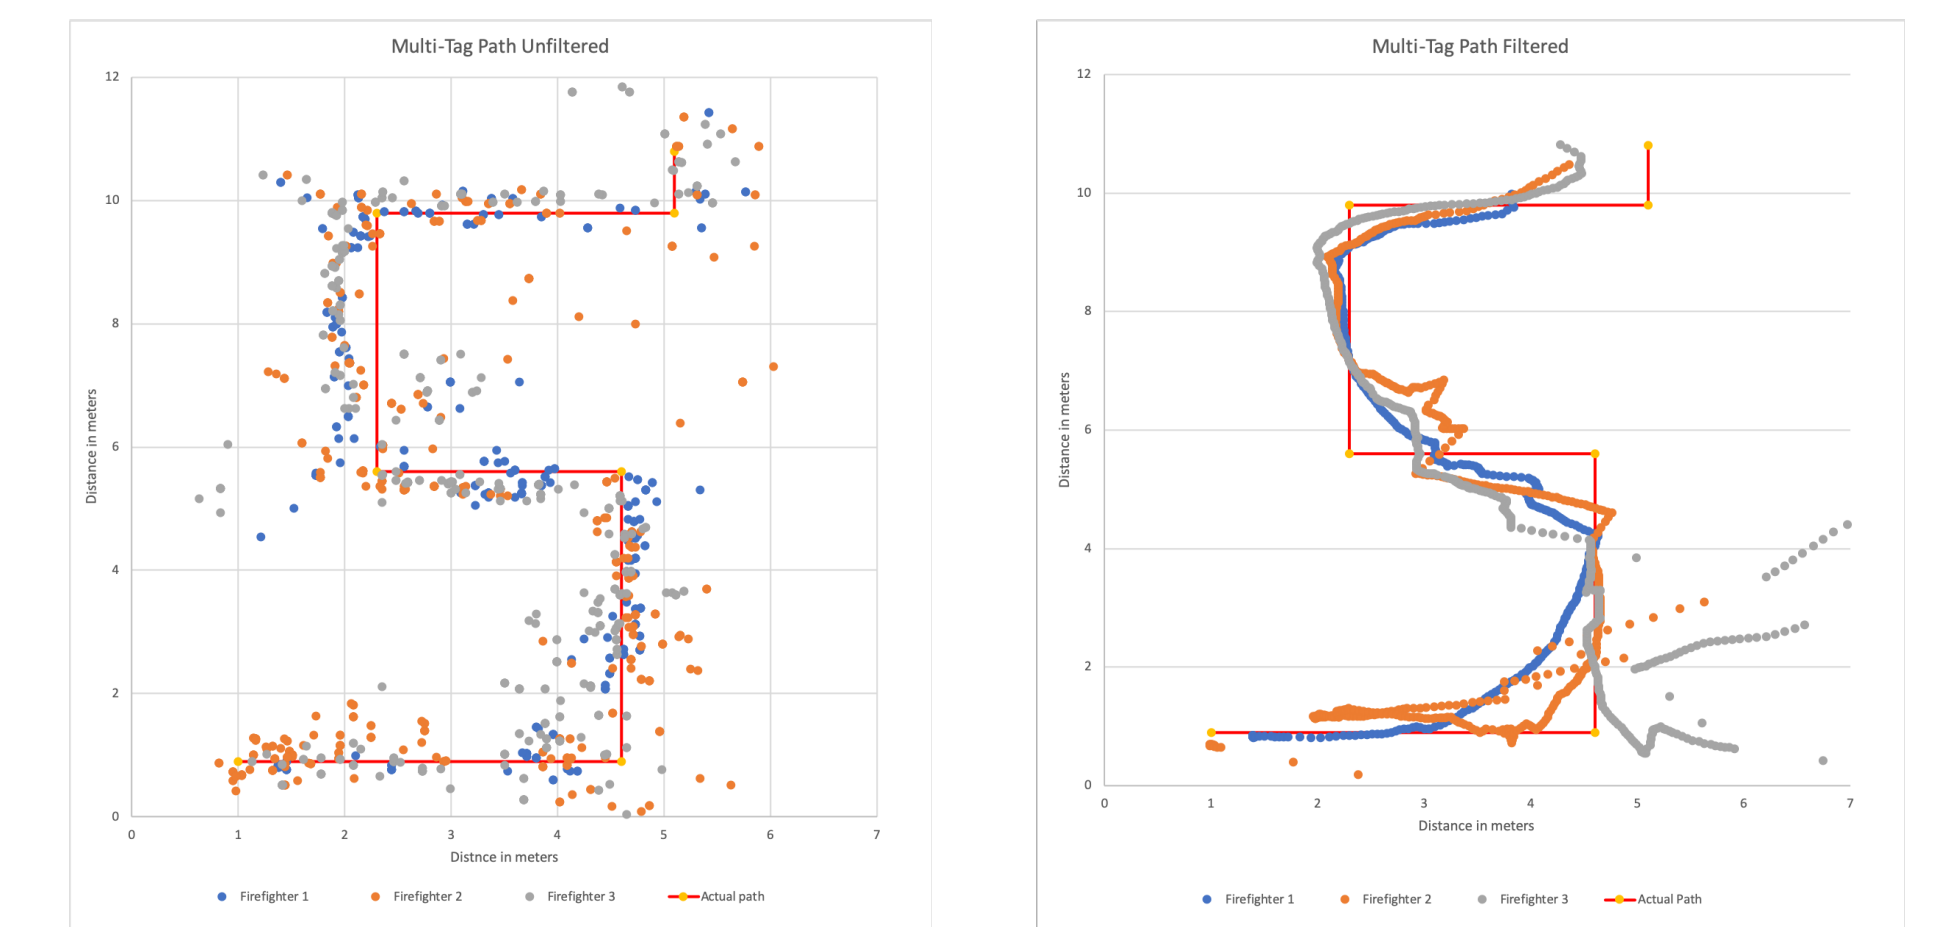 Multi-Tag Path Unfiltered
12
10
8
6
4
2
0
Distance in meters
0 1 2 3 4 5 6 7
Distnce in meters
Firefighter 1 Firefighter 2 Firefighter 3 Actual path
Multi-Tag Path Filtered
12
10
8
6
4
2
0
Distance in meters
0 1 2 3 4 5 6 7
Distance in meters
Firefighter 1 Firefighter 2 Firefighter 3 Actual Path